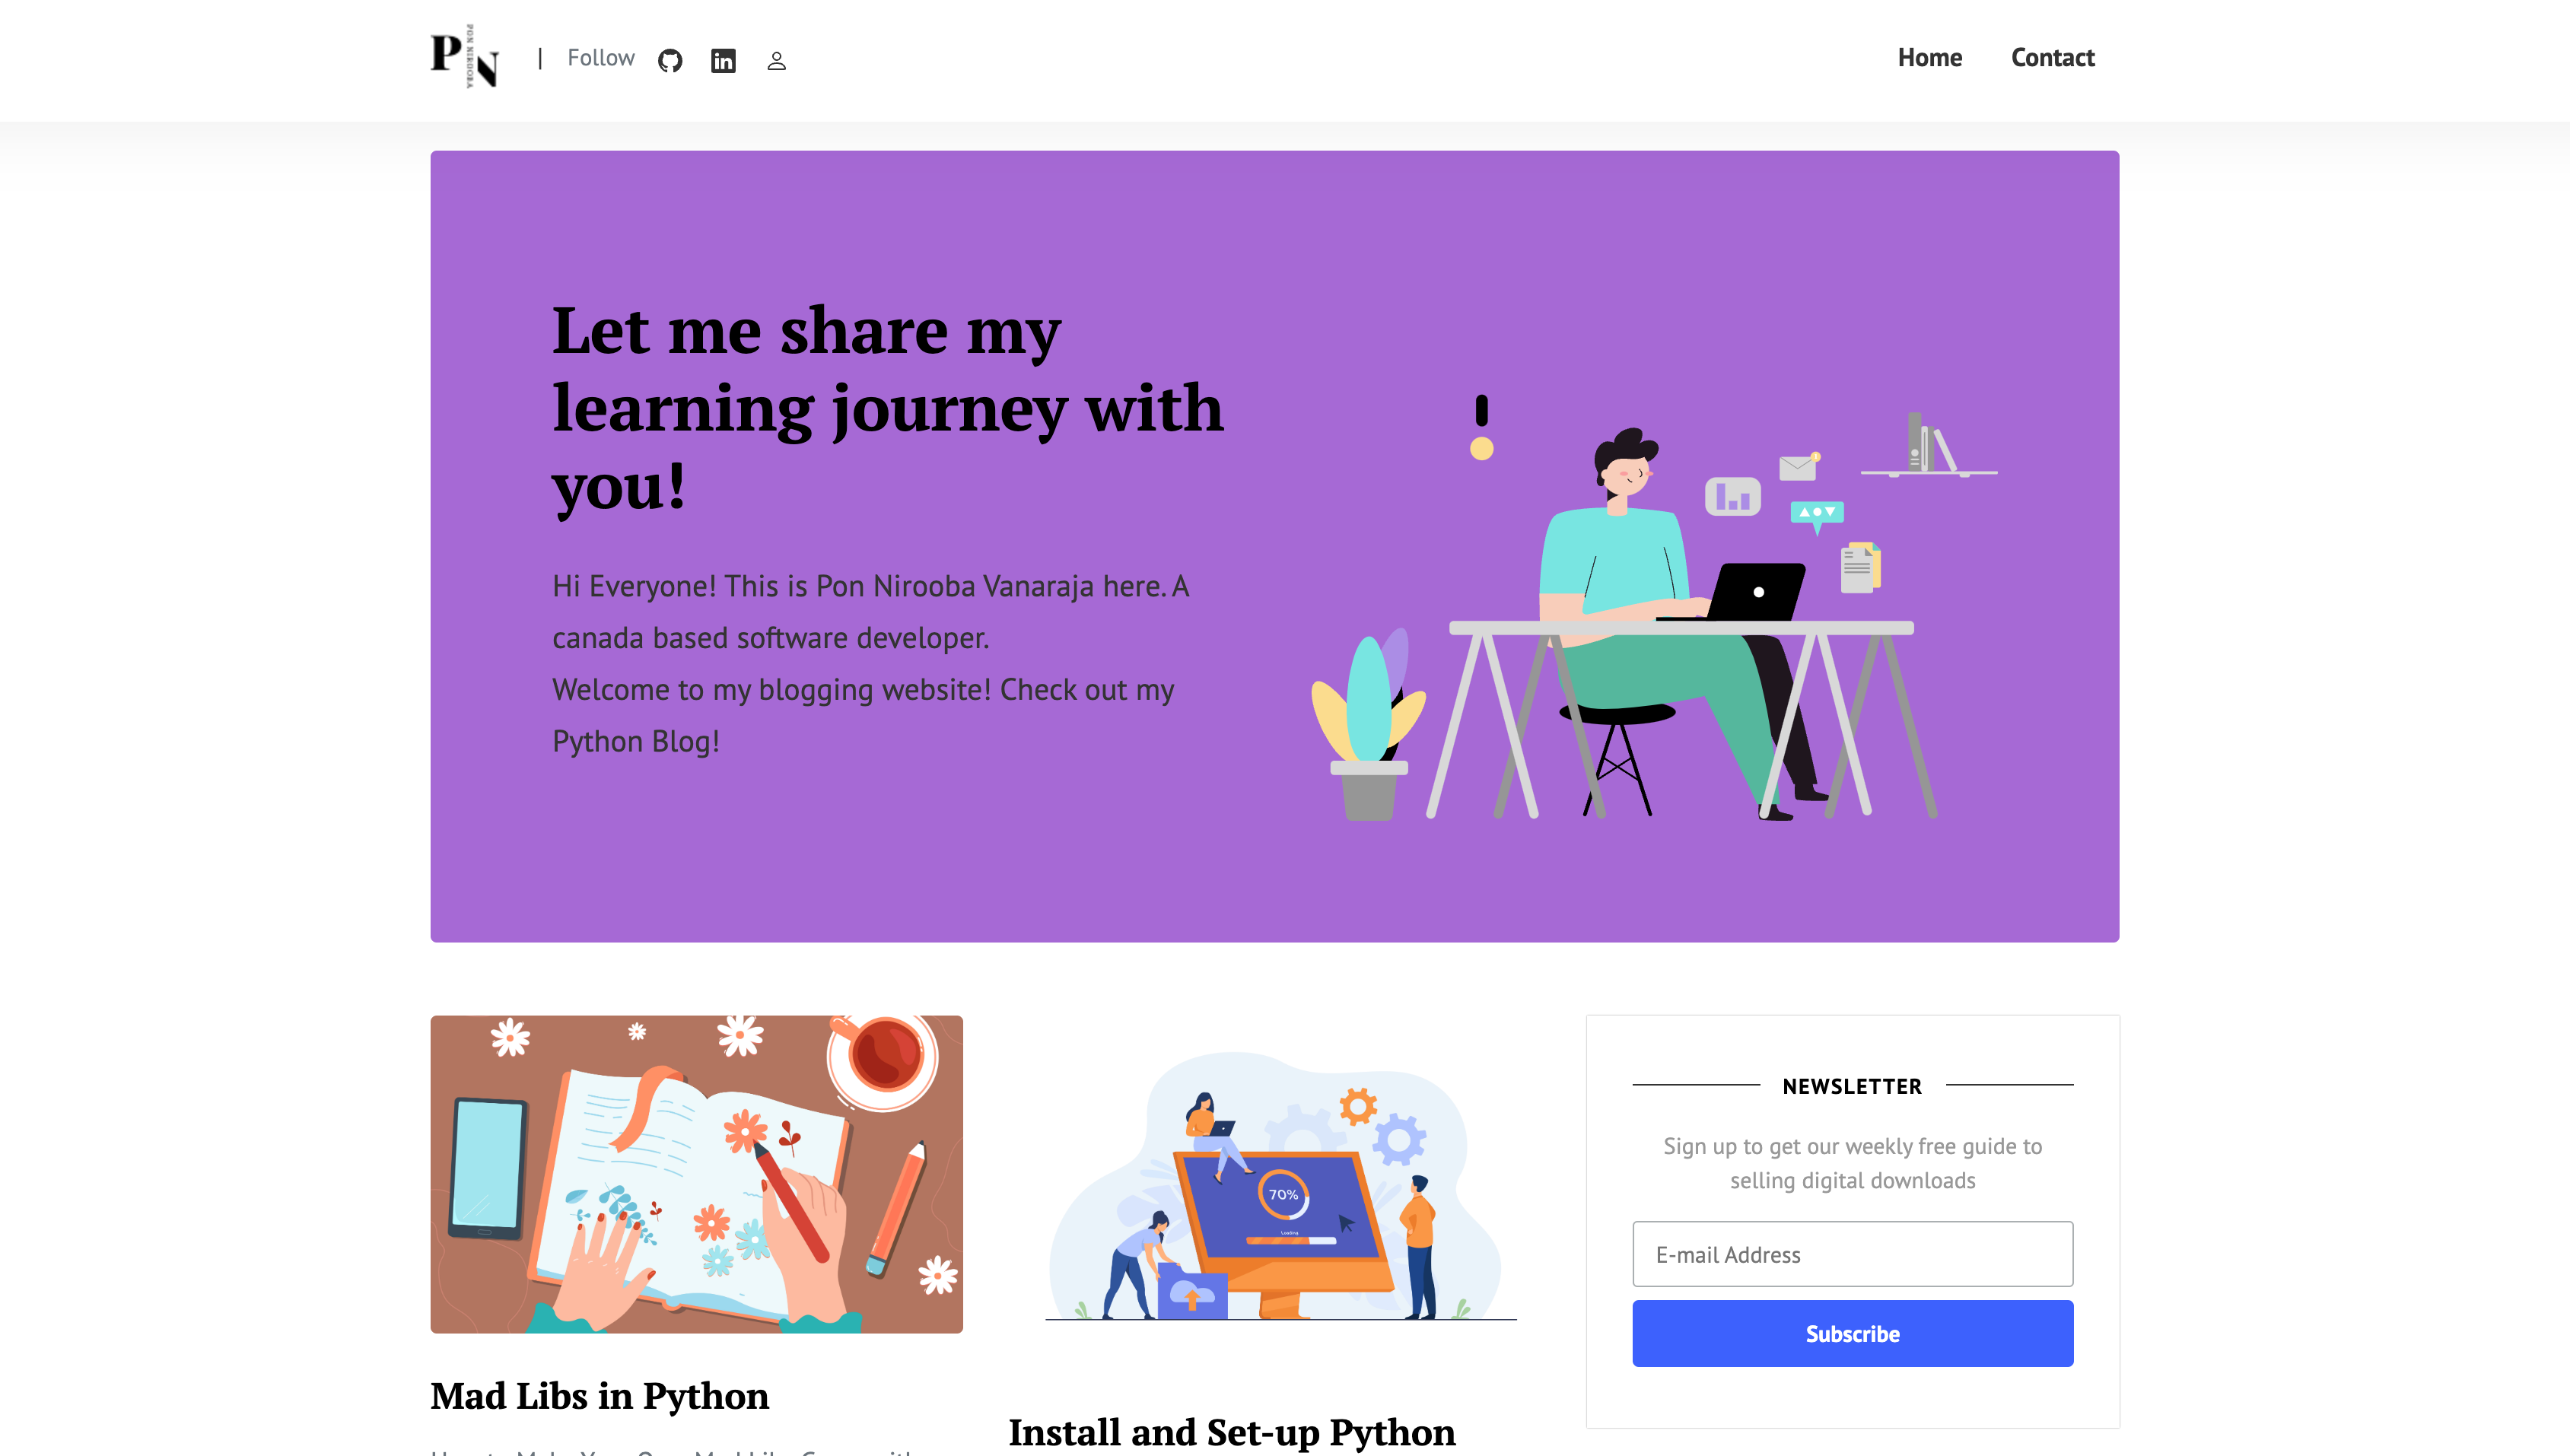 PN
PON NIROOBA
| Follow
Home
Contact
Let me share my
learning journey with
you!
Hi Everyone! This is Pon Nirooba Vanaraja here. A
canada based software developer.
Welcome to my blogging website! Check out my
Python Blog!
70%
Loading
NEWSLETTER
Sign up to get our weekly free guide to
selling digital downloads
E-mail Address
Subscribe
Mad Libs in Python
Install and Set-up Python